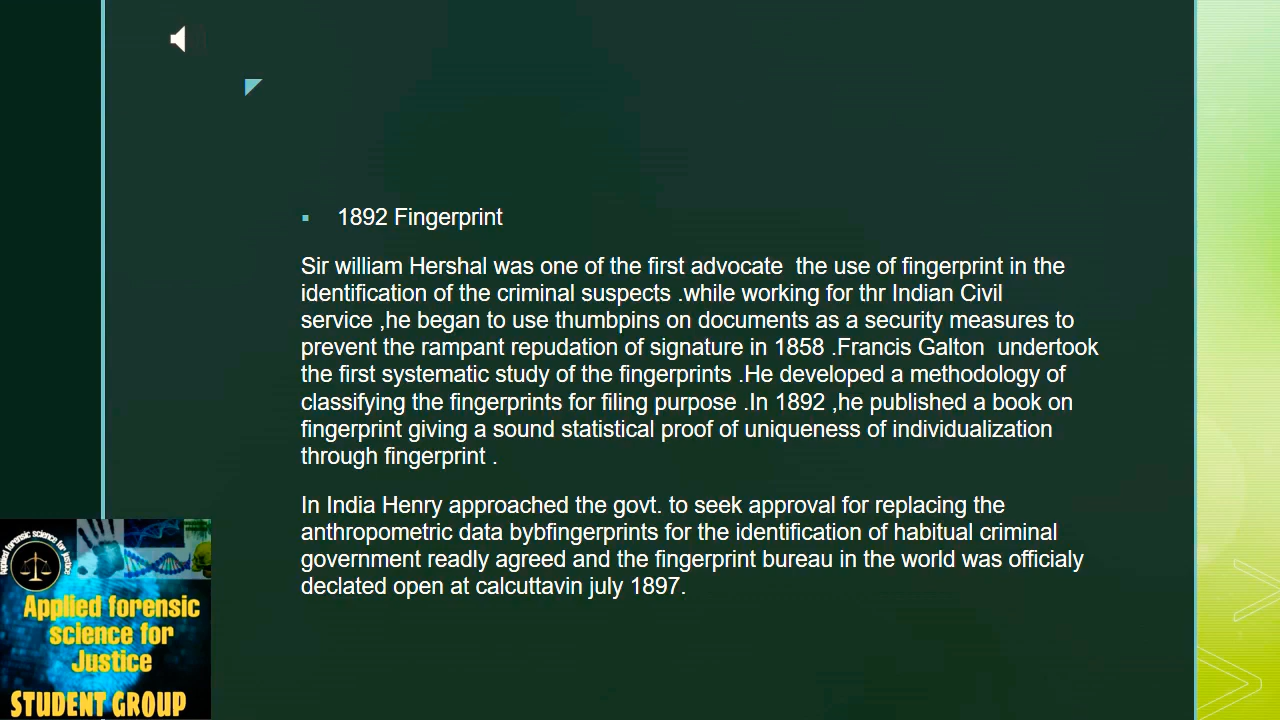 1892 Fingerprint
Sir william Hershal was one of the first advocate  the use of fingerprint in the
identification of the criminal suspects .while working for thr Indian Civil
service ,he began to use thumbpins on documents as a security measures to
prevent the rampant repudation of signature in 1858 .Francis Galton  undertook
the first systematic study of the fingerprints .He developed a methodology of
classifying the fingerprints for filing purpose .In 1892 ,he published a book on
fingerprint giving a sound statistical proof of uniqueness of individualization
through fingerprint .
In India Henry approached the govt. to seek approval for replacing the
anthropometric data bybfingerprints for the identification of habitual criminal
government readly agreed and the fingerprint bureau in the world was officialy
declated open at calcuttavin july 1897.
Applied forensic science for justice
Applied forensic
science for
Justice
STUDENT GROUP